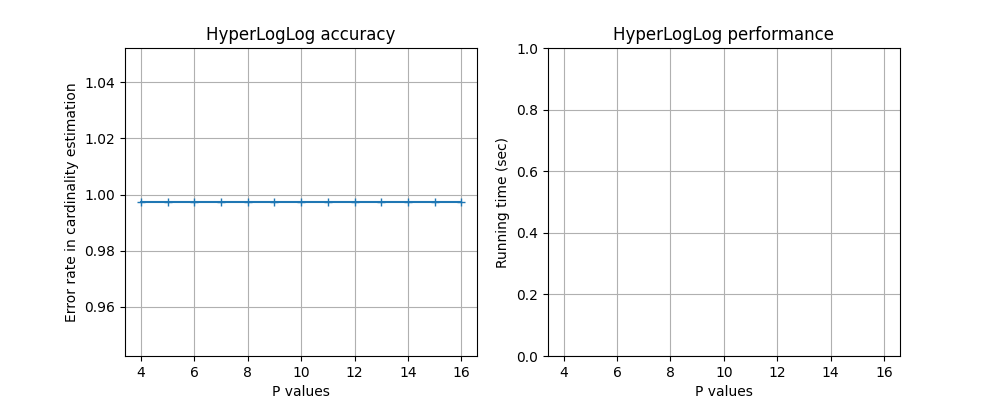 HyperLogLog accuracy
Error rate in cardinality estimation
1.04
1.02
1.00
0.98
0.96
4 6 8 10 12 14 16
P values
HyperLogLog performance
Running time (sec)
1.0
0.8
0.6
0.4
0.2
0.0
4 6 8 10 12 14 16
P values